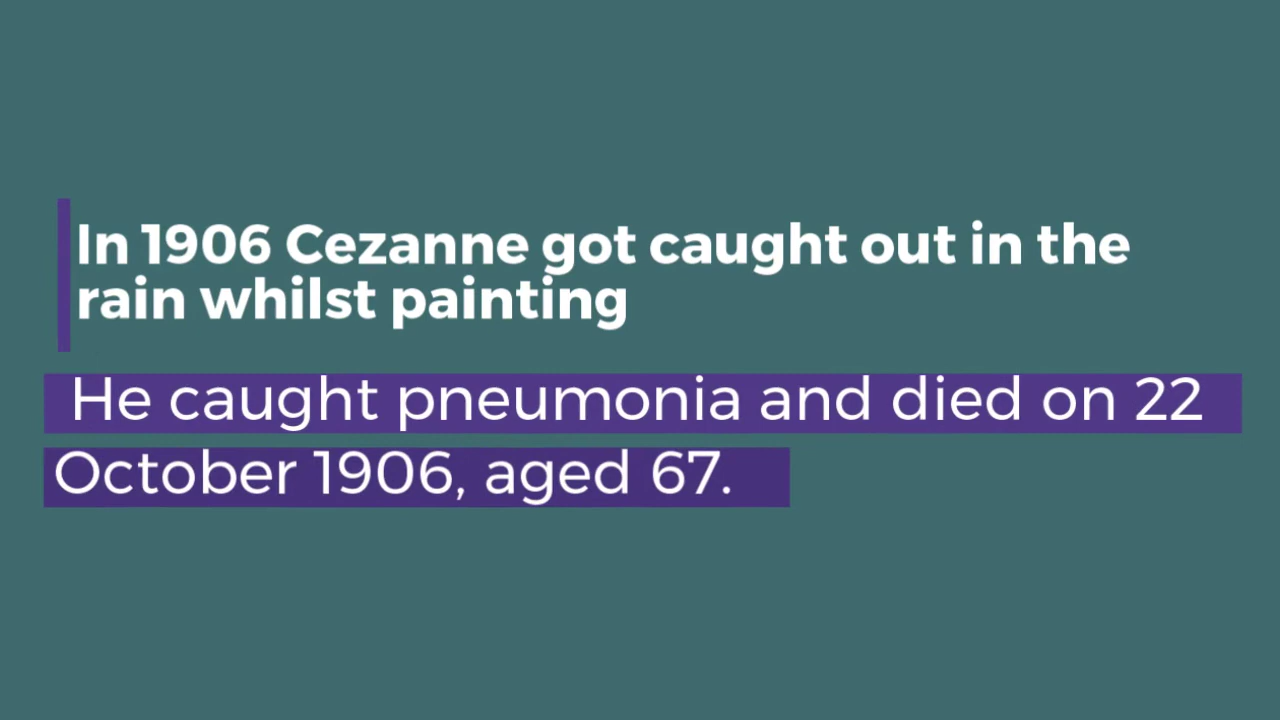 In 1906 Cezanne got caught out in the
rain whilst painting
He caught pneumonia and died on 22
October 1906, aged 67.